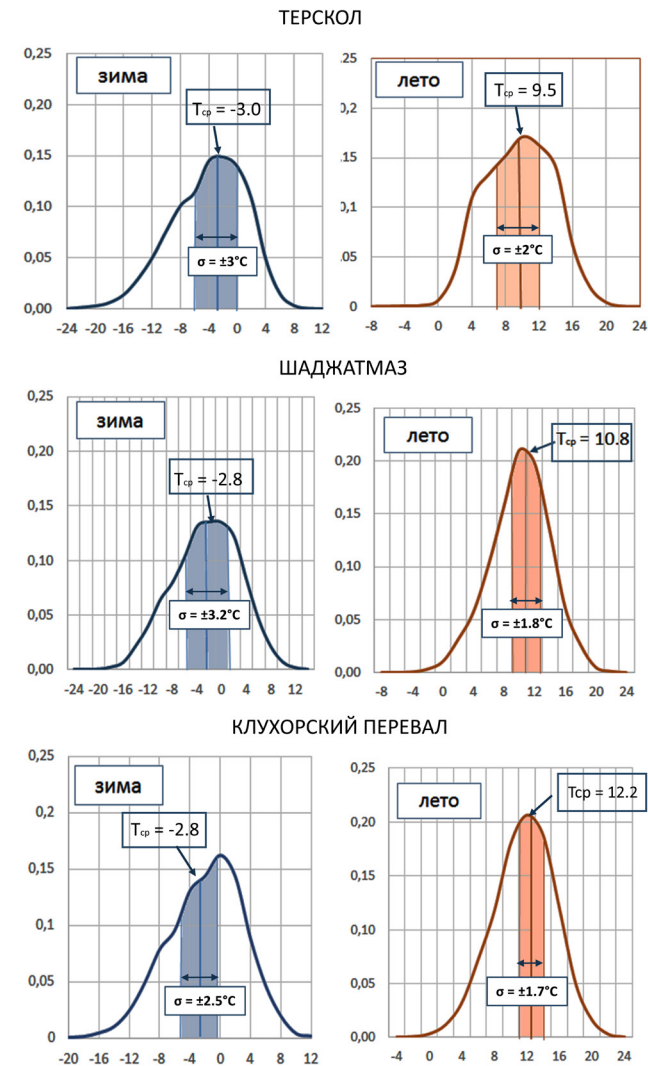 ТЕРСКОЛ
0,25
0,20
0,15
0,10
0,05
0,00
зима
Tср = -3.0
σ = ±3°C
-24 -20 -16 -12 -8 -4 0 4 8 12
.15
1,2
.15
1,1
.05
0
лето
Tср = 9.5
σ = ±2°C
-8 -4 0 4 8 12 16 20 24
ШАДЖАТМАЗ
0,25
0,20
0,15
0,10
0,05
0,00
зима
Tср = -2.8
σ = ±3.2°C
-24 -20 -16 -12 -8 -4 0 4 8 12
0,25
0,20
0,15
0,10
0,05
0,00
лето
Tср = 10.8
σ = ±1.8°C
-8 -4 0 4 8 12 16 20 24
КЛУХОРСКИЙ ПЕРЕВАЛ
0,25
0,2
0,15
0,1
0,05
0
зима
Tср = -2.8
σ = ±2.5°C
-20 -16 -12 -8 -4 0 4 8 12
0,25
0,20
0,15
0,10
0,05
0,00
лето
Tср = 12.2
σ = ±1.7°C
-4 0 4 8 12 16 20 24